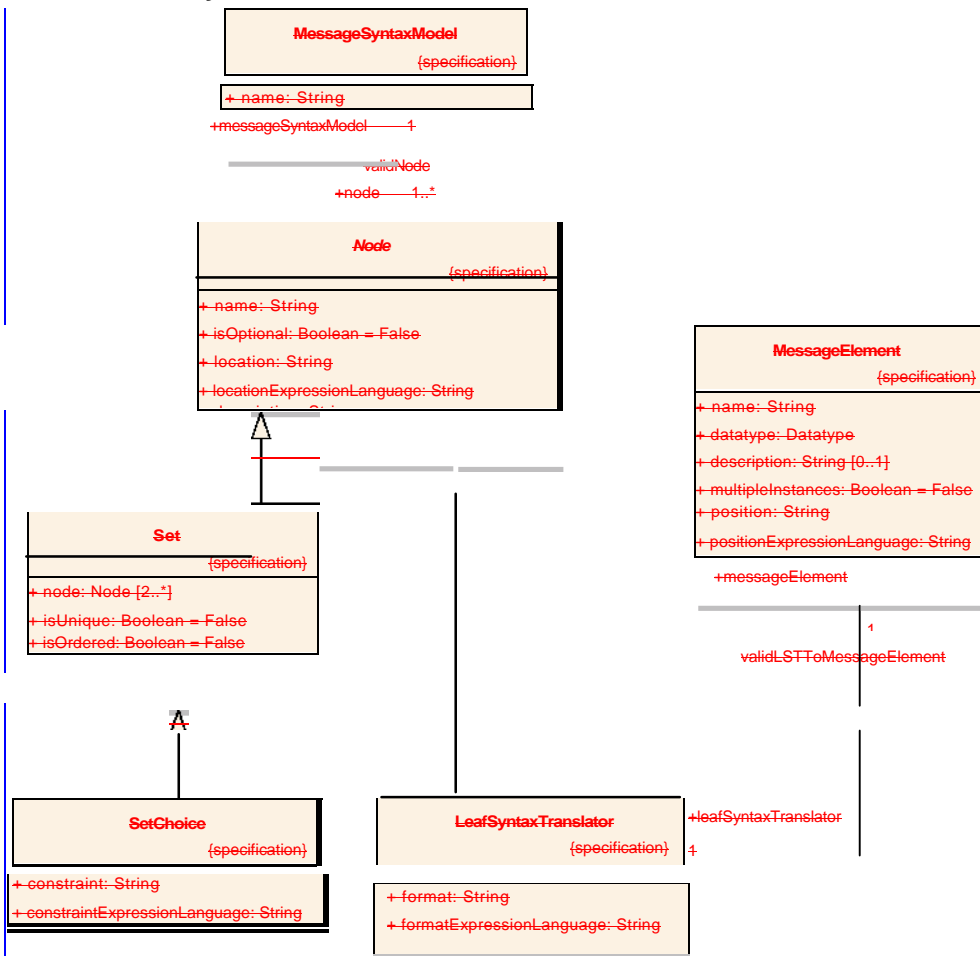 MessageSyntaxModel
{specification}
+ name: String
+messageSyntaxModel 1
validNode
+node 1..*
Node
{specification}
+ name: String
+ isOptional: Boolean = False
+ location: String
+ locationExpressionLanguage: String
MessageElement
{specification}
+ name: String
+ datatype: Datatype
+ description: String [0..1]
+ multipleInstances: Boolean = False
+ position: String
+ positionExpressionLanguage: String
+messageElement
1
validLSTToMessageElement
Set
{specification}
+ node: Node [2..*]
+ isUnique: Boolean = False
+ isOrdered: Boolean = False
SetChoice
{specification}
+ constraint: String
+ constraintExpressionLanguage: String
LeafSyntaxTranslator
{specification}
+ format: String
+ formatExpressionLanguage: String
+leafSyntaxTranslator
1